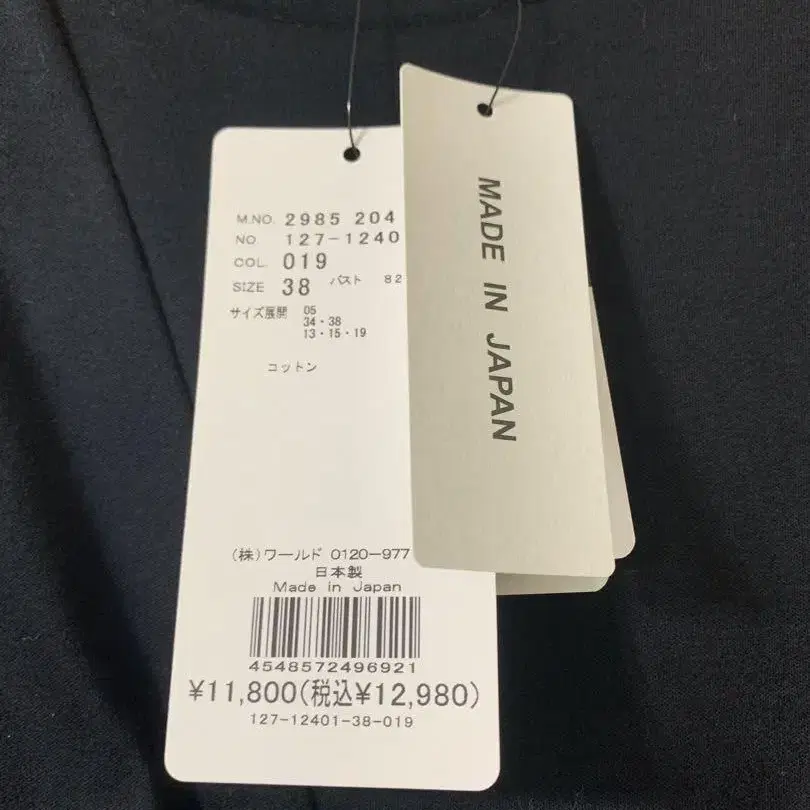 M.NO. 2985 204
NO 127-1240
COL. 019
SIZE 38 バスト 82
サイズ展開 05
34・38
13・15・19
コットン
(株)ワールド 0120-977
日本製
Made in Japan
4548572496921
¥11,800(税込¥12,980)
127-12401-38-019
MADE IN JAPAN